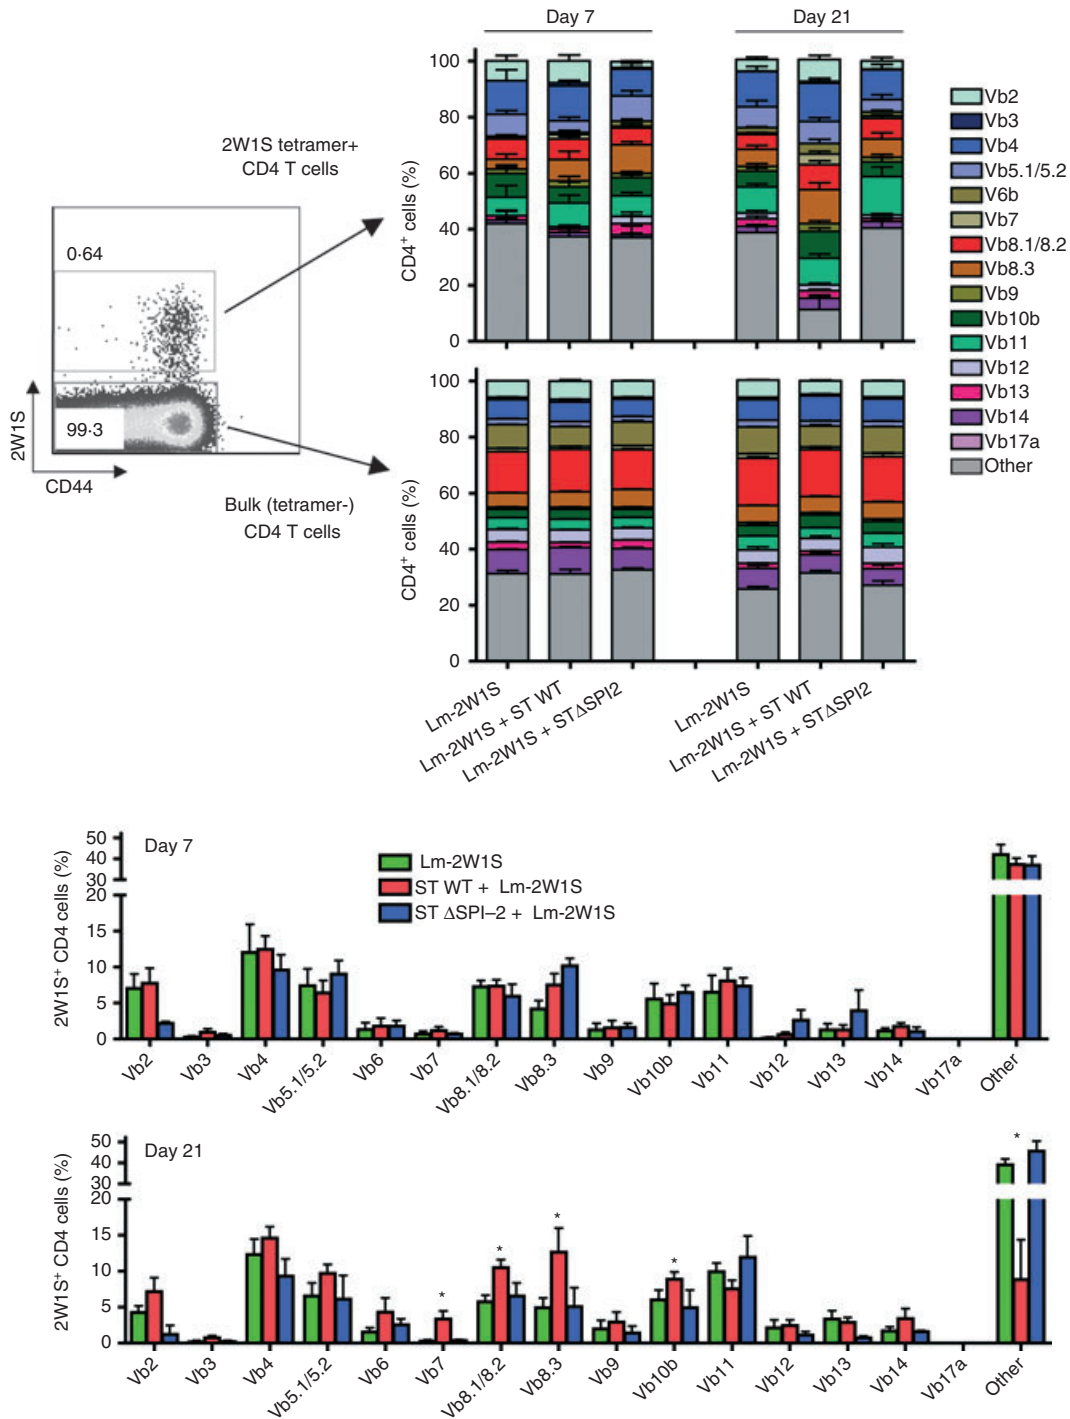 Day 7
Day 21
2W1S tetramer+
CD4 T cells
0·64
99·3
2W1S
CD44
Bulk (tetramer-)
CD4 T cells
CD4+ cells (%)
100
80
60
40
20
0
CD4+ cells (%)
100
80
60
40
20
0
Lm-2W1S
Lm-2W1S + ST WT
Lm-2W1S + STΔSPI2
Lm-2W1S
Lm-2W1S + ST WT
Lm-2W1S + STΔSPI2
Vb2
Vb3
Vb4
Vb5.1/5.2
V6b
Vb7
Vb8.1/8.2
Vb8.3
Vb9
Vb10b
Vb11
Vb12
Vb13
Vb14
Vb17a
Other
Day 7
2W1S+ CD4 cells (%)
50
40
30
20
15
10
5
0
Lm-2W1S
ST WT + Lm-2W1S
ST ΔSPI–2 + Lm-2W1S
Vb2
Vb3
Vb4
Vb5.1/5.2
Vb6
Vb7
Vb8.1/8.2
Vb8.3
Vb9
Vb10b
Vb11
Vb12
Vb13
Vb14
Vb17a
Other
Day 21
2W1S+ CD4 cells (%)
50
40
30
20
15
10
5
0
*
*
*
*
*
Vb2
Vb3
Vb4
Vb5.1/5.2
Vb6
Vb7
Vb8.1/8.2
Vb8.3
Vb9
Vb10b
Vb11
Vb12
Vb13
Vb14
Vb17a
Other